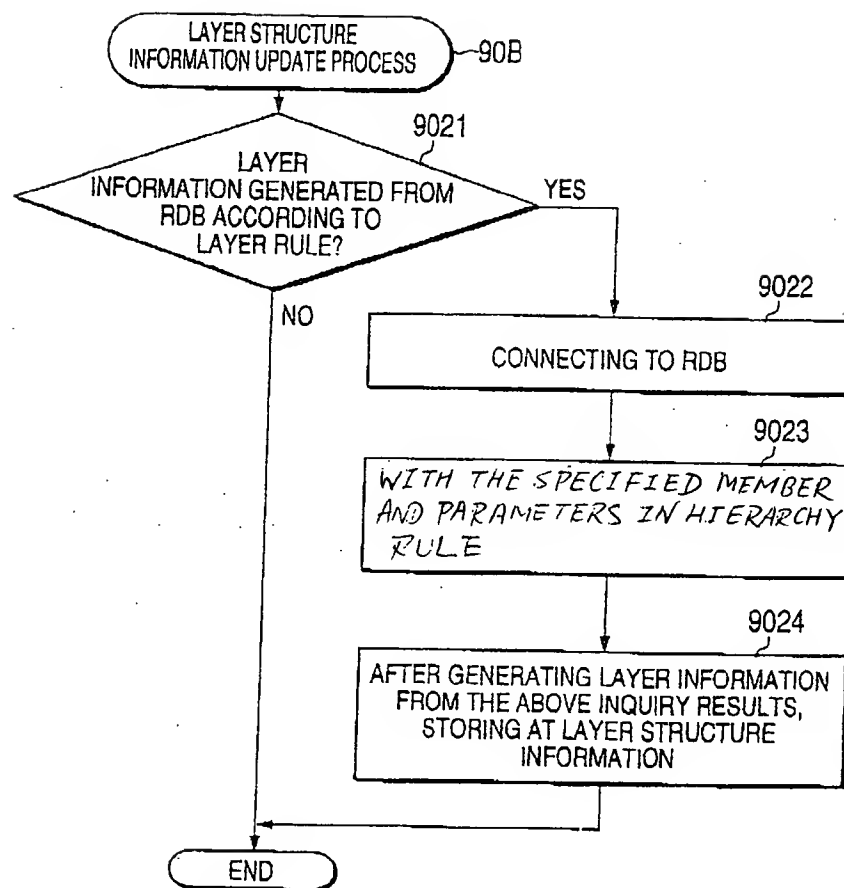 LAYER STRUCTURE
INFORMATION UPDATE PROCESS
90B
9021
LAYER
INFORMATION GENERATED FROM
RDB ACCORDING TO
LAYER RULE?
YES
NO
9022
CONNECTING TO RDB
9023
WITH THE SPECIFIED MEMBER
AND PARAMETERS IN HIERARCHY
RULE
9024
AFTER GENERATING LAYER INFORMATION
FROM THE ABOVE INQUIRY RESULTS,
STORING AT LAYER STRUCTURE
INFORMATION
END